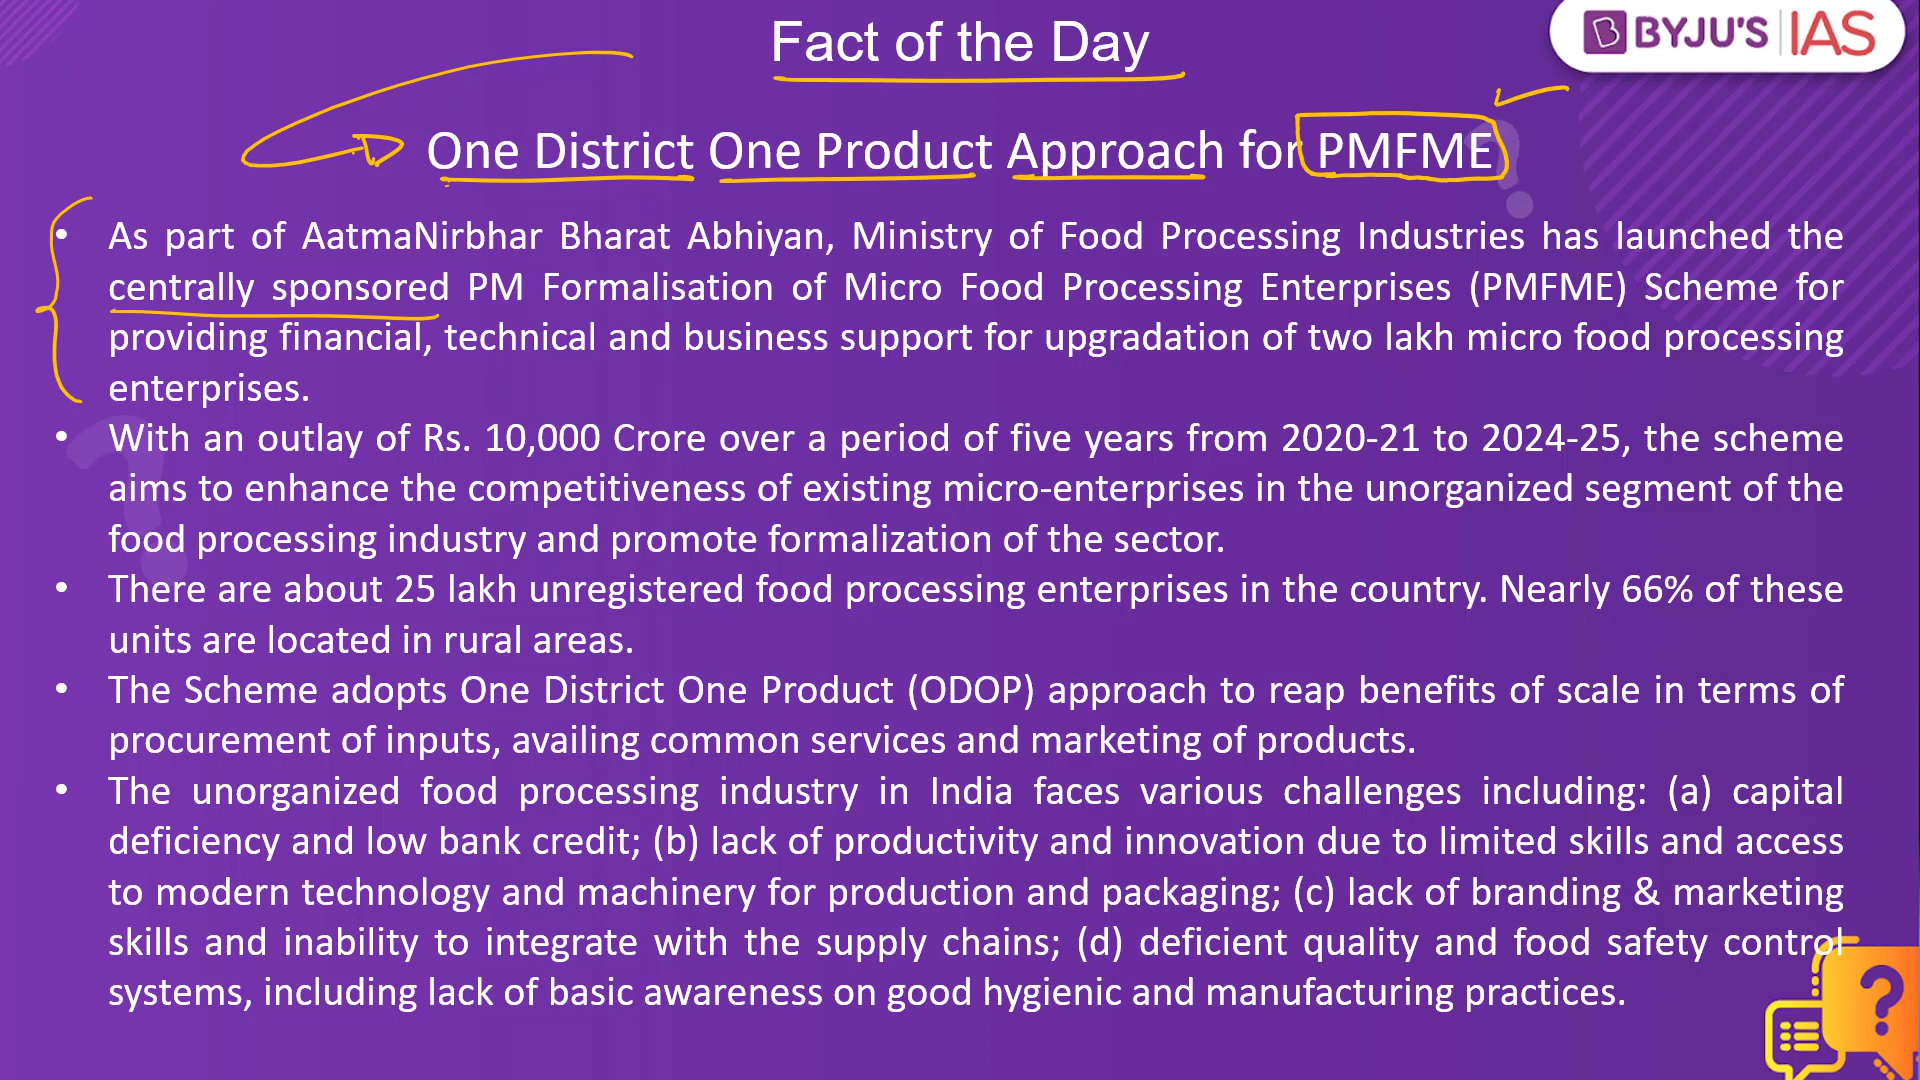 Fact of the Day
BYJU'S IAS
One District One Product Approach for PMFME
• As part of AatmaNirbhar Bharat Abhiyan, Ministry of Food Processing Industries has launched the
centrally sponsored PM Formalisation of Micro Food Processing Enterprises (PMFME) Scheme for
providing financial, technical and business support for upgradation of two lakh micro food processing
enterprises.
• With an outlay of Rs. 10,000 Crore over a period of five years from 2020-21 to 2024-25, the scheme
aims to enhance the competitiveness of existing micro-enterprises in the unorganized segment of the
food processing industry and promote formalization of the sector.
• There are about 25 lakh unregistered food processing enterprises in the country. Nearly 66% of these
units are located in rural areas.
• The Scheme adopts One District One Product (ODOP) approach to reap benefits of scale in terms of
procurement of inputs, availing common services and marketing of products.
• The unorganized food processing industry in India faces various challenges including: (a) capital
deficiency and low bank credit; (b) lack of productivity and innovation due to limited skills and access
to modern technology and machinery for production and packaging; (c) lack of branding & marketing
skills and inability to integrate with the supply chains; (d) deficient quality and food safety control
systems, including lack of basic awareness on good hygienic and manufacturing practices.